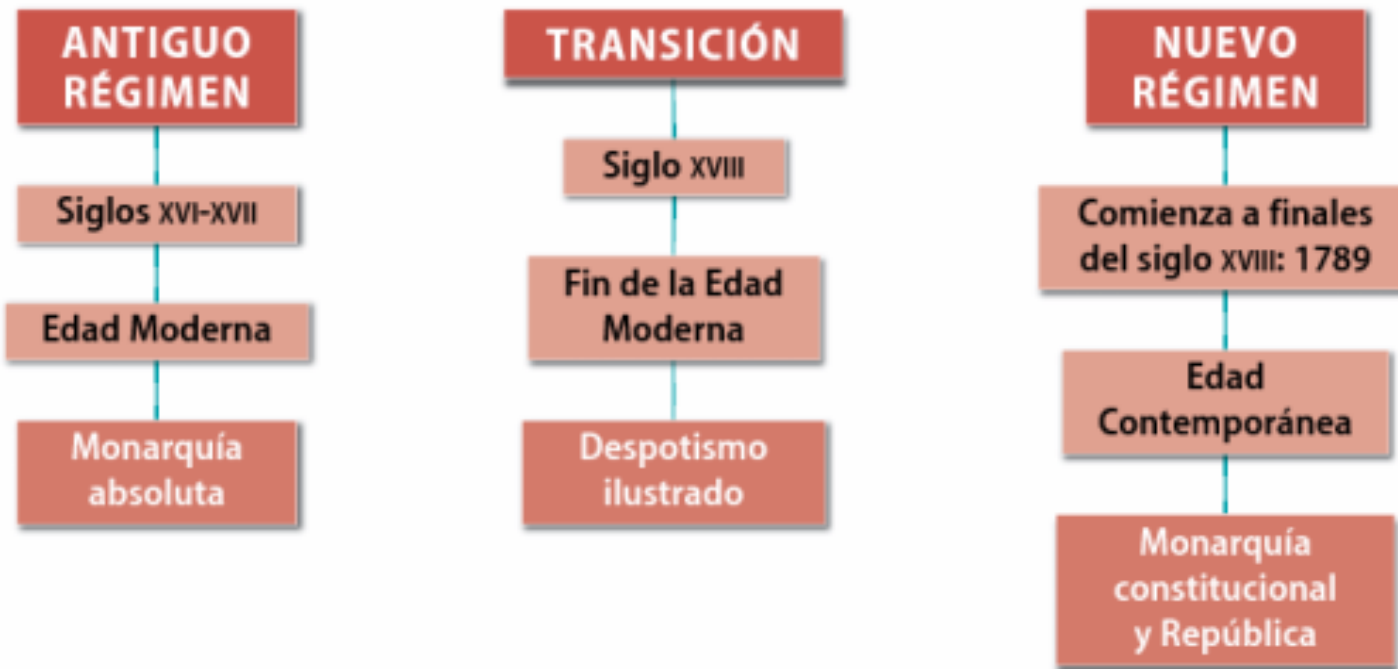 ANTIGUO
RÉGIMEN
Siglos XVI-XVII
Edad Moderna
Monarquía
absoluta
TRANSICIÓN
Siglo XVIII
Fin de la Edad
Moderna
Despotismo
ilustrado
NUEVO
RÉGIMEN
Comienza a finales
del siglo XVIII: 1789
Edad
Contemporánea
Monarquía
constitucional
y República